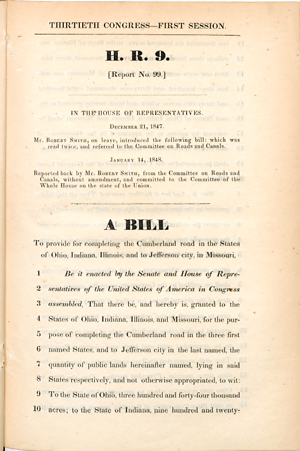 THIRTIETH CONGRESS—FIRST SESSION.
H. R. 9.
[Report No. 99.]
IN THE HOUSE OF REPRESENTATIVES.
December 21, 1847.
Mr. Robert Smith, on leave, introduced the following bill: which was
read twice, and referred to the Committee on Roads and Canals.
January 14, 1848.
Reported back by Mr. Robert Smith, from the Committee on Roads and
Canals, without amendment, and committed to the Committee of the
Whole House on the state of the Union.
A BILL
To provide for completing the Cumberland road in the States
of Ohio, Indiana, Illinois, and to Jefferson city, in Missouri.
1 Be it enacted by the Senate and House of Repre-
2 sentatives of the United States of America in Congress
3 assembled, That there be, and hereby is, granted to the
4 States of Ohio, Indiana, Illinois, and Missouri, for the pur-
5 pose of completing the Cumberland road in the three first
6 named States, and to Jefferson city in the last named, the
7 quantity of public lands hereinafter named, lying in said
8 States respectively, and not otherwise appropriated, to wit:
9 To the State of Ohio, three hundred and forty-four thousand
10 acres; to the State of Indiana, nine hundred and twenty-